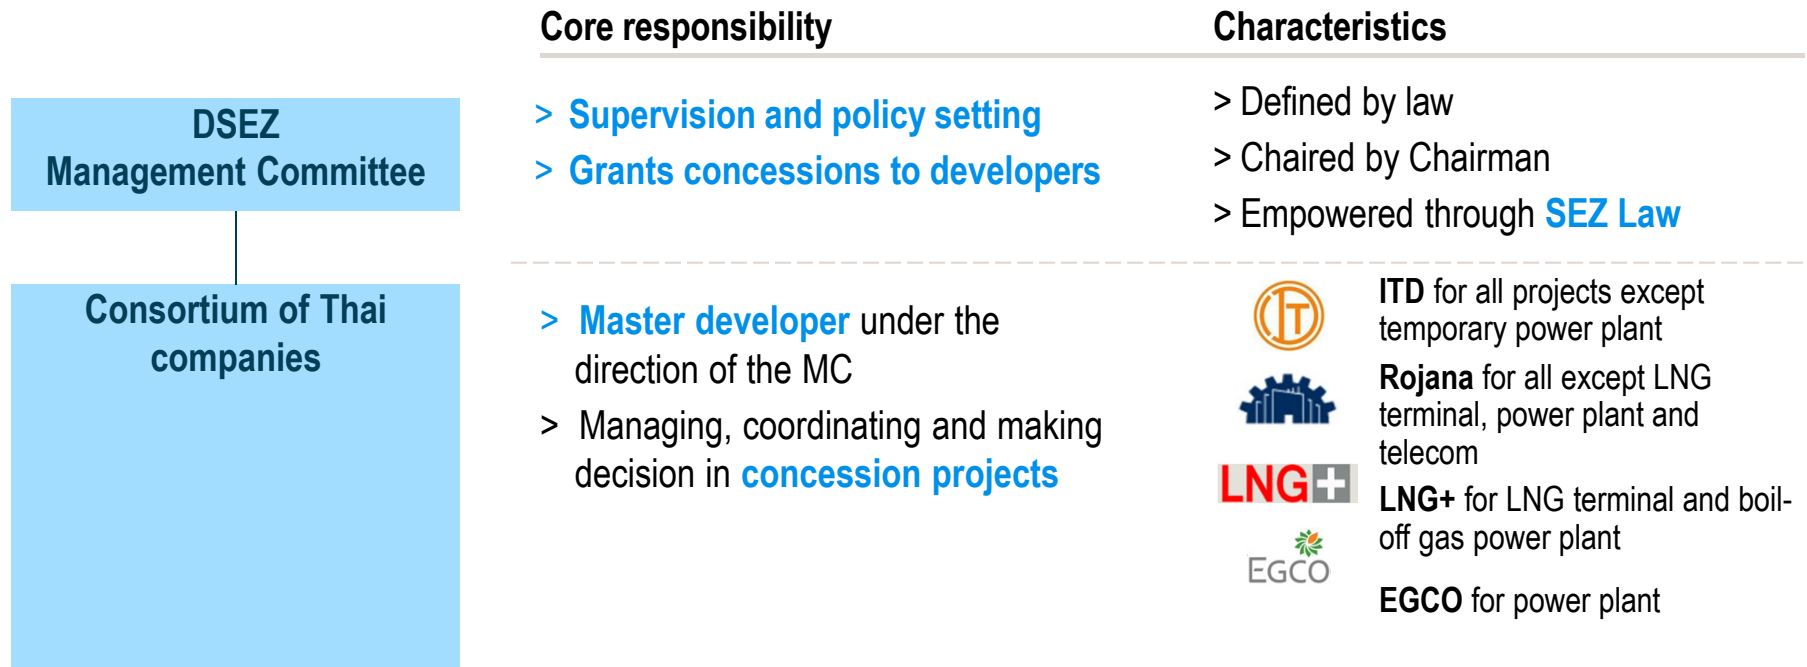 Core responsibility
Characteristics
DSEZ
Management Committee
> Supervision and policy setting
> Grants concessions to developers
> Defined by law
> Chaired by Chairman
> Empowered through SEZ Law
Consortium of Thai
companies
> Master developer under the
direction of the MC
> Managing, coordinating and making
decision in concession projects
IT
ITD for all projects except
temporary power plant
Rojana for all except LNG
terminal, power plant and
telecom
LNG+
LNG+ for LNG terminal and boil-
off gas power plant
EGCO
EGCO for power plant